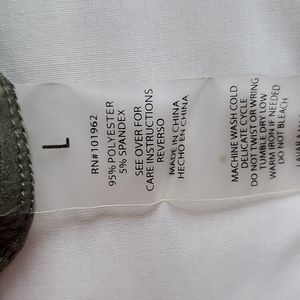 L
RN#101962
95% POLYESTER
5% SPANDEX
SEE OVER FOR
CARE INSTRUCTIONS
REVERSO
MADE IN CHINA
HECHO EN CHINA
MACHINE WASH COLD
DELICATE CYCLE
DO NOT TWIST OR WRING
TUMBLE DRY LOW
WARM IRON IF NEEDED
DO NOT BLEACH